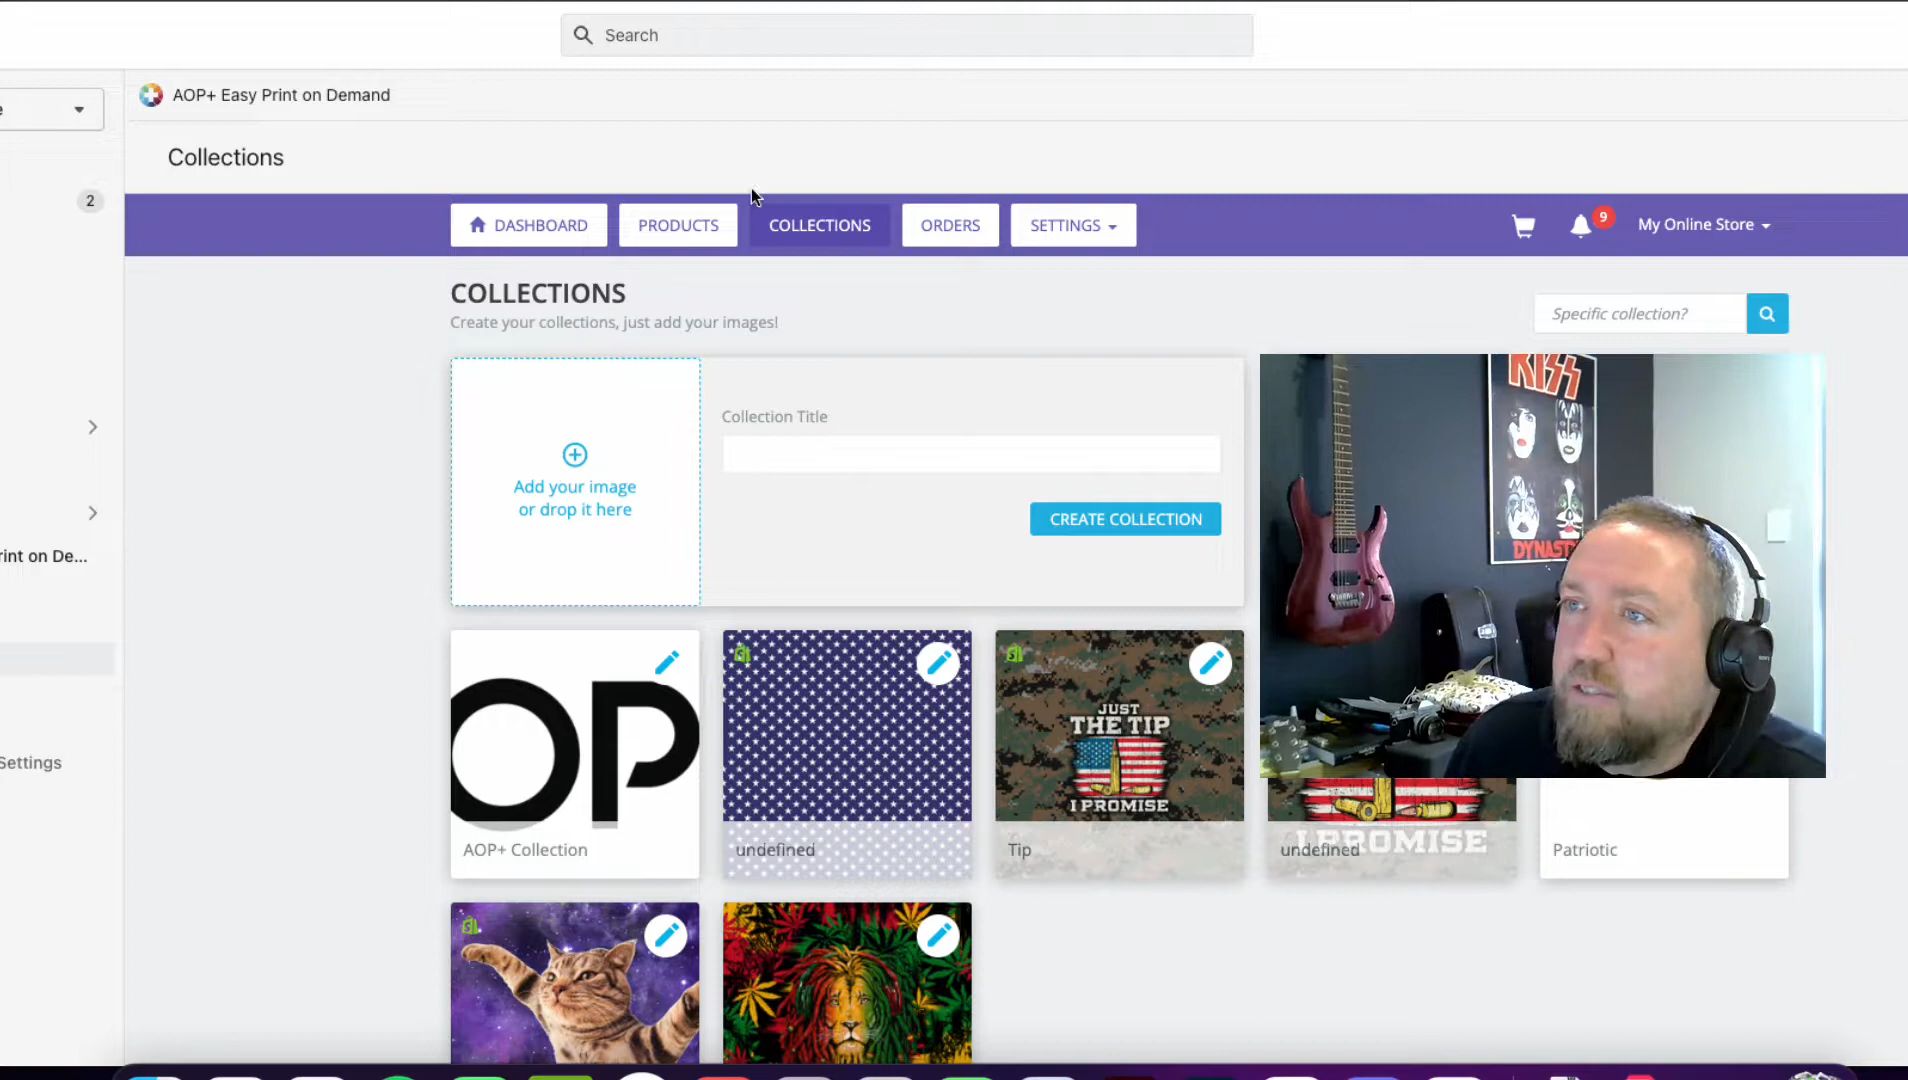 Search
e
AOP+ Easy Print on Demand
Collections
2
DASHBOARD
PRODUCTS
COLLECTIONS
ORDERS
SETTINGS
9
My Online Store
COLLECTIONS
Create your collections, just add your images!
Specific collection?
Collection Title
Add your image
or drop it here
CREATE COLLECTION
rint on De...
Settings
KISS
DYNAST
OP
JUST
THE TIP
I PROMISE
I PROMISE
AOP+ Collection
undefined
Tip
undefined
Patriotic